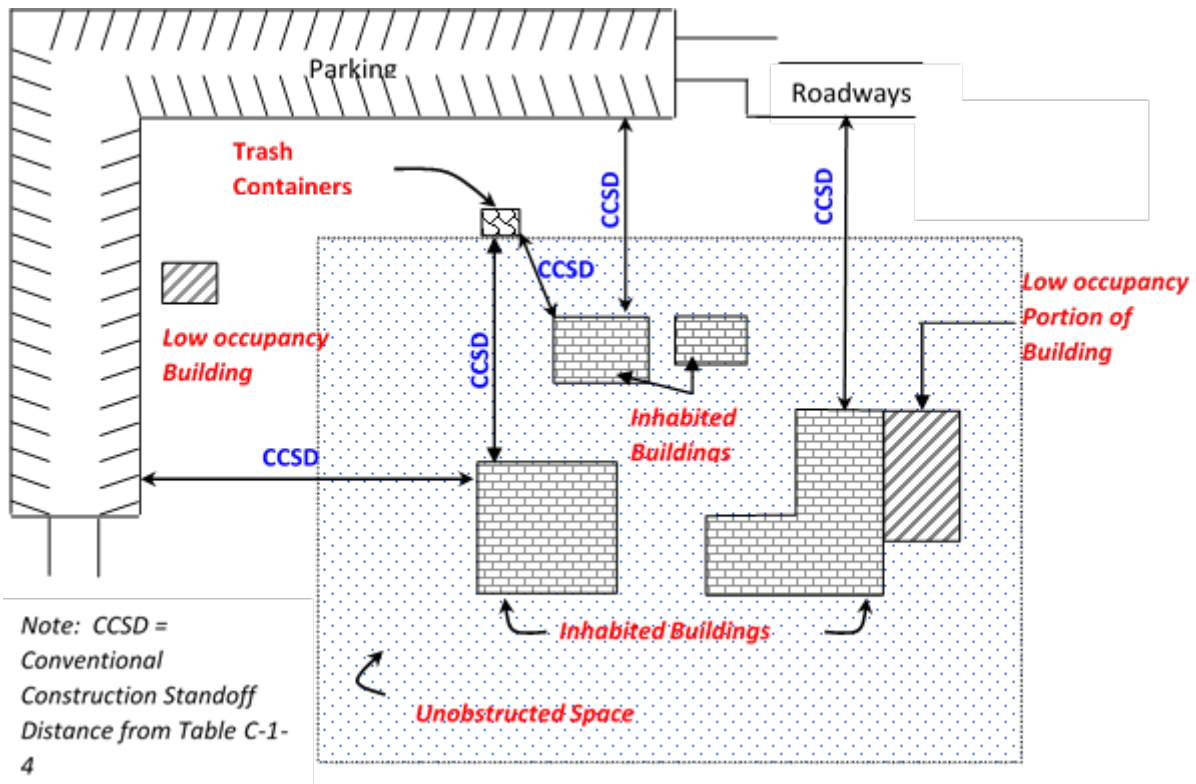 Parking
Roadways
Trash
Containers
CCSD
CCSD
CCSD
Low occupancy
Portion of
Building
Low occupancy
Building
CCSD
Inhabited
Buildings
CCSD
Inhabited Buildings
Note: CCSD =
Conventional
Construction Standoff
Distance from Table C-1-
4
Unobstructed Space